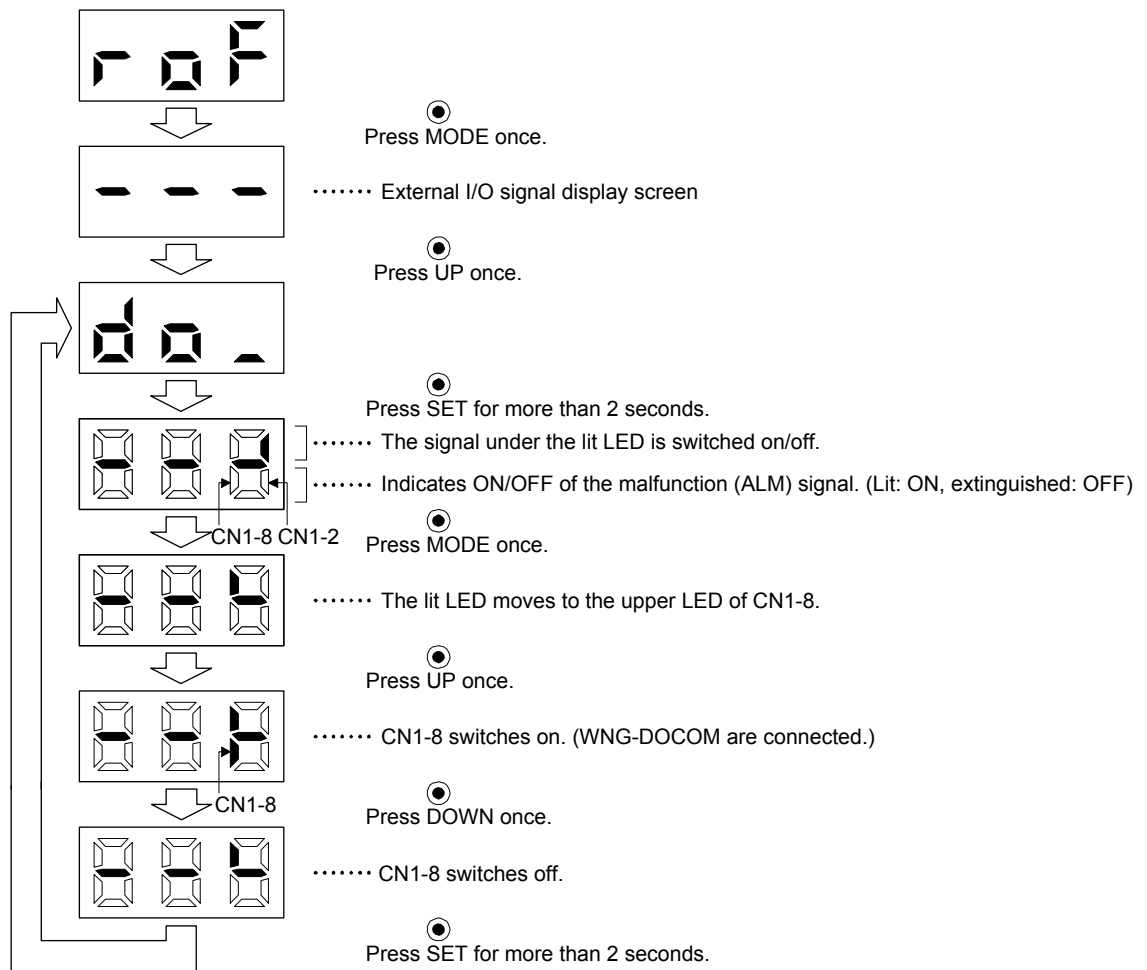 roF
Press MODE once.
- - -
······· External I/O signal display screen
Press UP once.
do_
Press SET for more than 2 seconds.
······· The signal under the lit LED is switched on/off.
······· Indicates ON/OFF of the malfunction (ALM) signal. (Lit: ON, extinguished: OFF)
CN1-8 CN1-2
Press MODE once.
······· The lit LED moves to the upper LED of CN1-8.
Press UP once.
······· CN1-8 switches on. (WNG-DOCOM are connected.)
CN1-8
Press DOWN once.
······· CN1-8 switches off.
Press SET for more than 2 seconds.